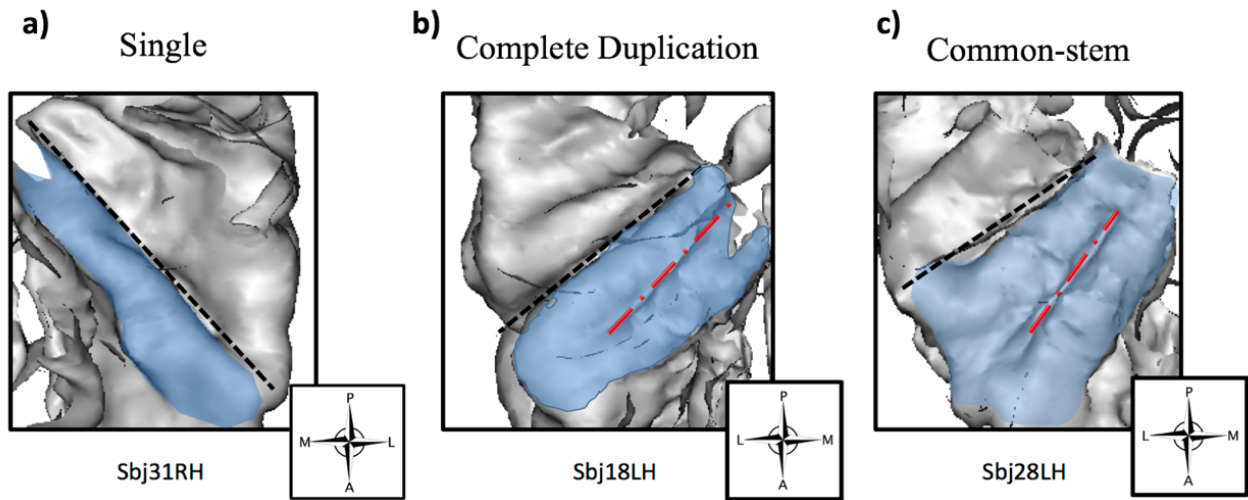 a)
Single
b)
Complete Duplication
c)
Common-stem
P
M
L
A
P
L
M
A
P
L
M
A
Sbj31RH
Sbj18LH
Sbj28LH